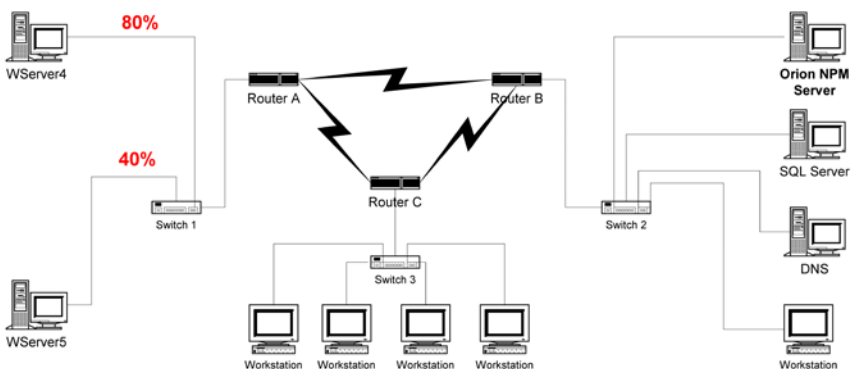 80%
WServer4
Router A
Router B
Orion NPM
Server
40%
SQL Server
Router C
Switch 1
Switch 2
Switch 3
DNS
WServer5
Workstation
Workstation
Workstation
Workstation
Workstation